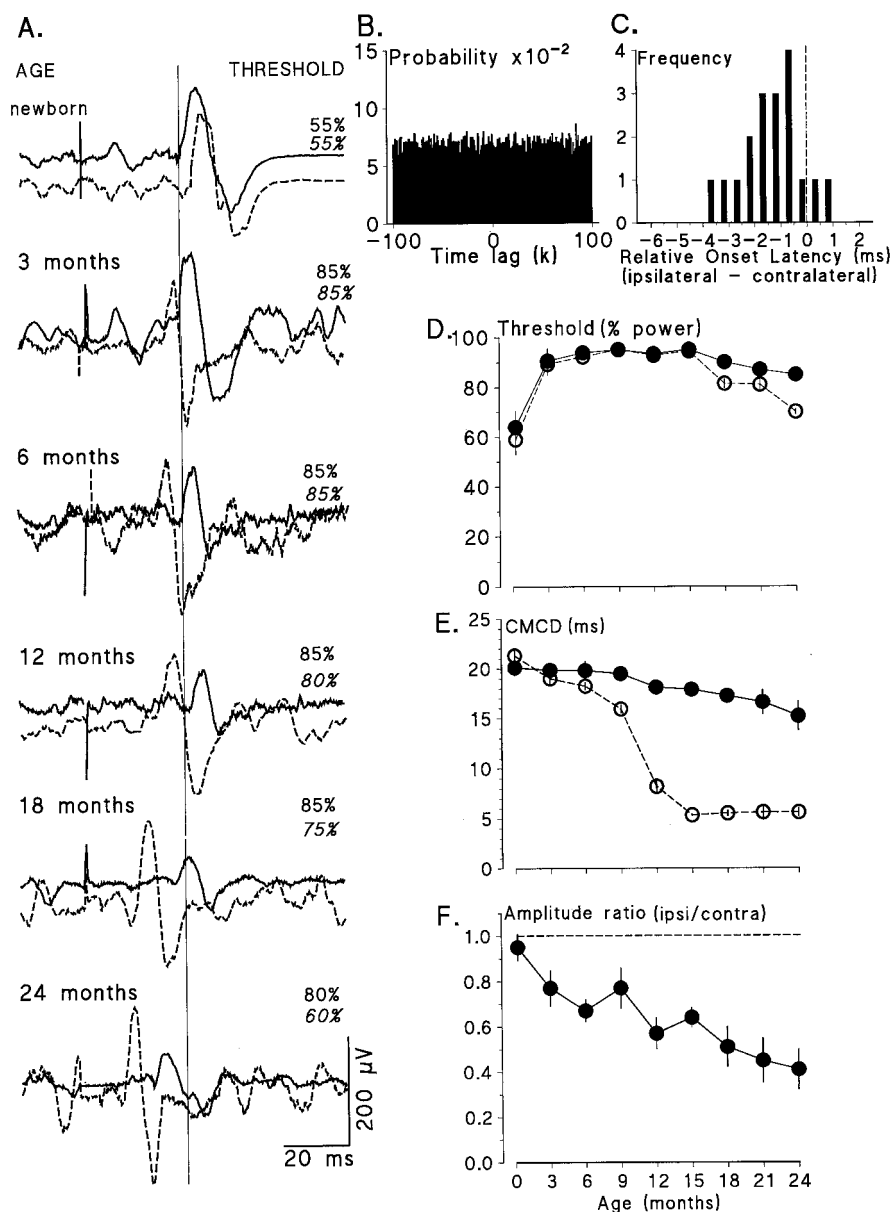 A.
AGE THRESHOLD
newborn
55%
55%
3 months
85%
85%
6 months
85%
85%
12 months
85%
80%
18 months
85%
75%
24 months
80%
60%
200 µV
20 ms
B.
Probability x10-2
15
10
5
0
-100 0 100
Time lag (k)
C.
Frequency
4
3
2
1
0
-6 -5 -4 -3 -2 -1 0 1 2
Relative Onset Latency (ms)
(ipsilateral - contralateral)
D. Threshold (% power)
100
80
60
40
20
0
E. CMCD (ms)
25
20
15
10
5
0
F. Amplitude ratio (ipsi/contra)
1.0
0.8
0.6
0.4
0.2
0.0
0 3 6 9 12 15 18 21 24
Age (months)